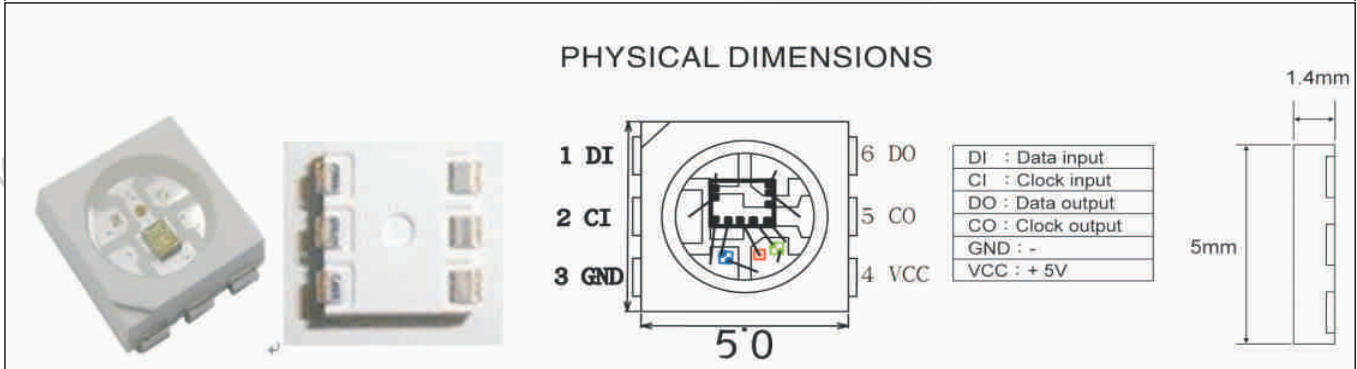 PHYSICAL DIMENSIONS
1.4mm
1 DI
6 DO
2 CI
5 CO
3 GND
4 VCC
DI : Data input
CI : Clock input
DO : Data output
CO : Clock output
GND : -
VCC : + 5V
5mm
5.0